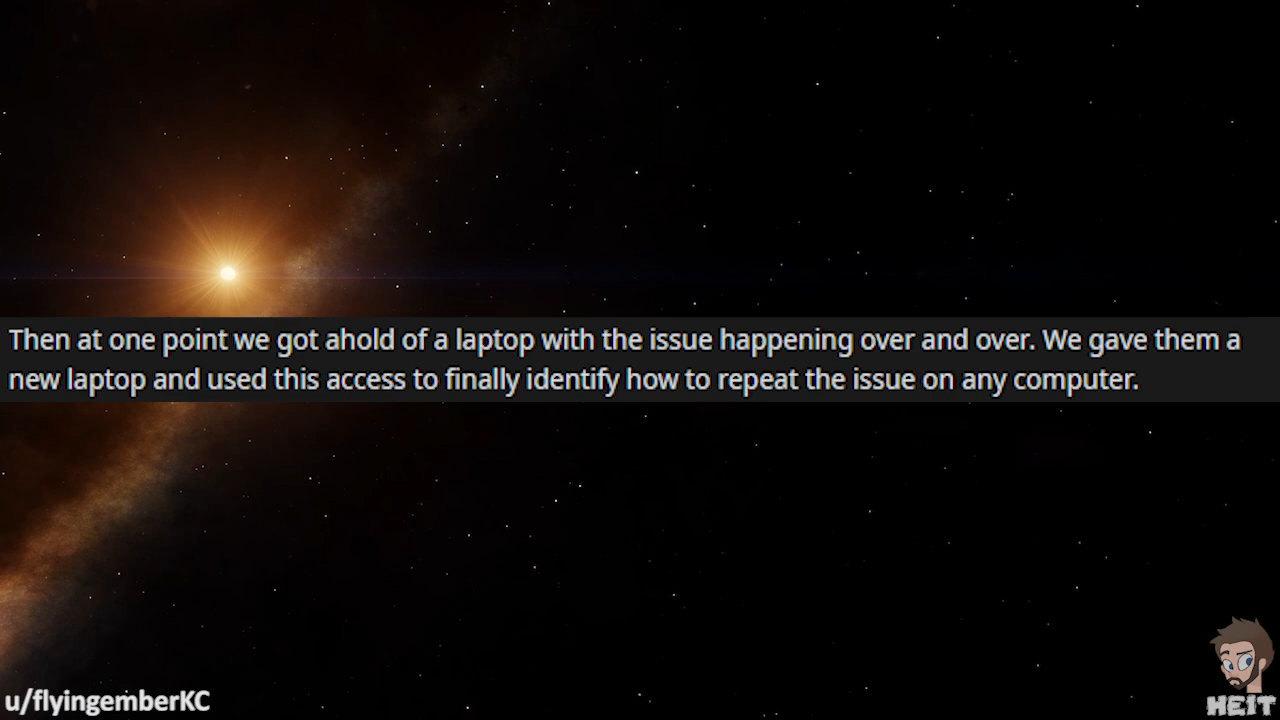 Then at one point we got ahold of a laptop with the issue happening over and over. We gave them a
new laptop and used this access to finally identify how to repeat the issue on any computer.
u/flyingemberKC
HEIT